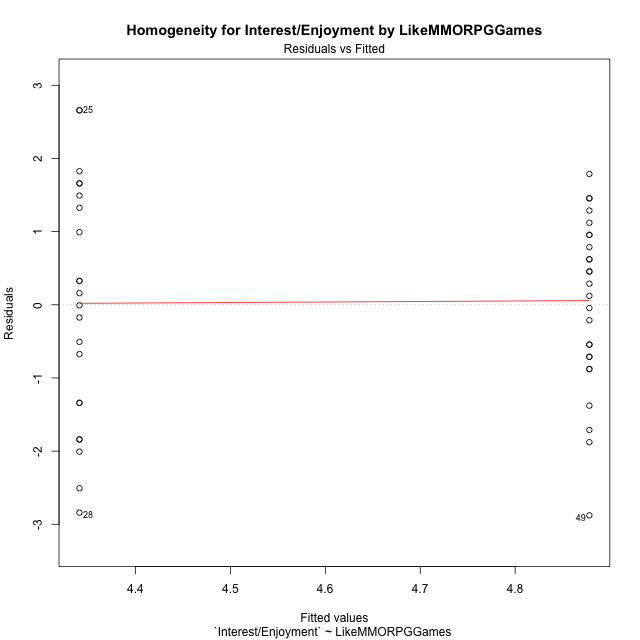 Homogeneity for Interest/Enjoyment by LikeMMORPGGames
Residuals vs Fitted
3
2
1
0
-1
-2
-3
Residuals
25
28
49
4.4 4.5 4.6 4.7 4.8
Fitted values
`Interest/Enjoyment` ~ LikeMMORPGGames